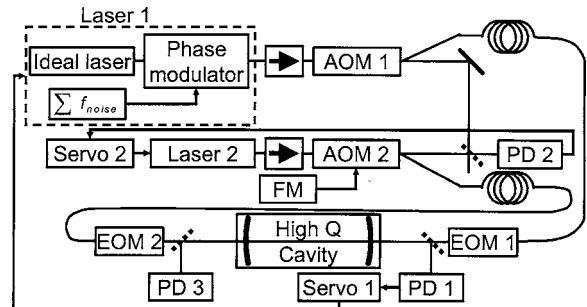 Laser 1
Ideal laser
Phase
modulator
AOM 1
∑ f_noise
Servo 2
Laser 2
AOM 2
PD 2
FM
EOM 2
High Q
Cavity
EOM 1
PD 3
Servo 1
PD 1